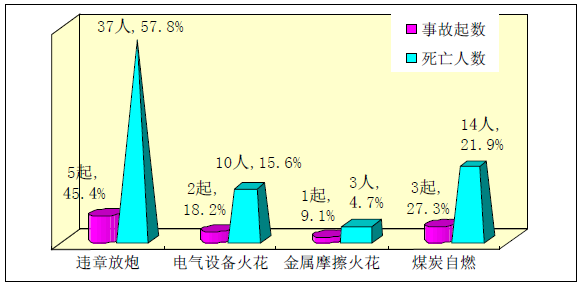 37人,57.8%
事故起数
死亡人数
5起,
45.4%
2起,
18.2%
10人,15.6%
1起,
9.1%
3人,
4.7%
3起,
27.3%
14人,
21.9%
违章放炮
电气设备火花
金属摩擦火花
煤炭自燃